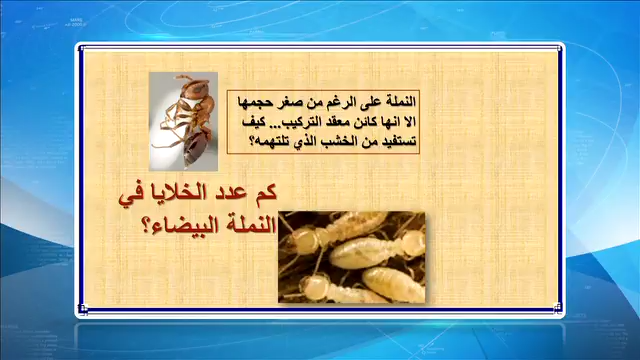 النملة على الرغم من صغر حجمها
الا انها كائن معقد التركيب... كيف
تستفيد من الخشب الذي تلتهمه؟
كم عدد الخلايا في
النملة البيضاء؟